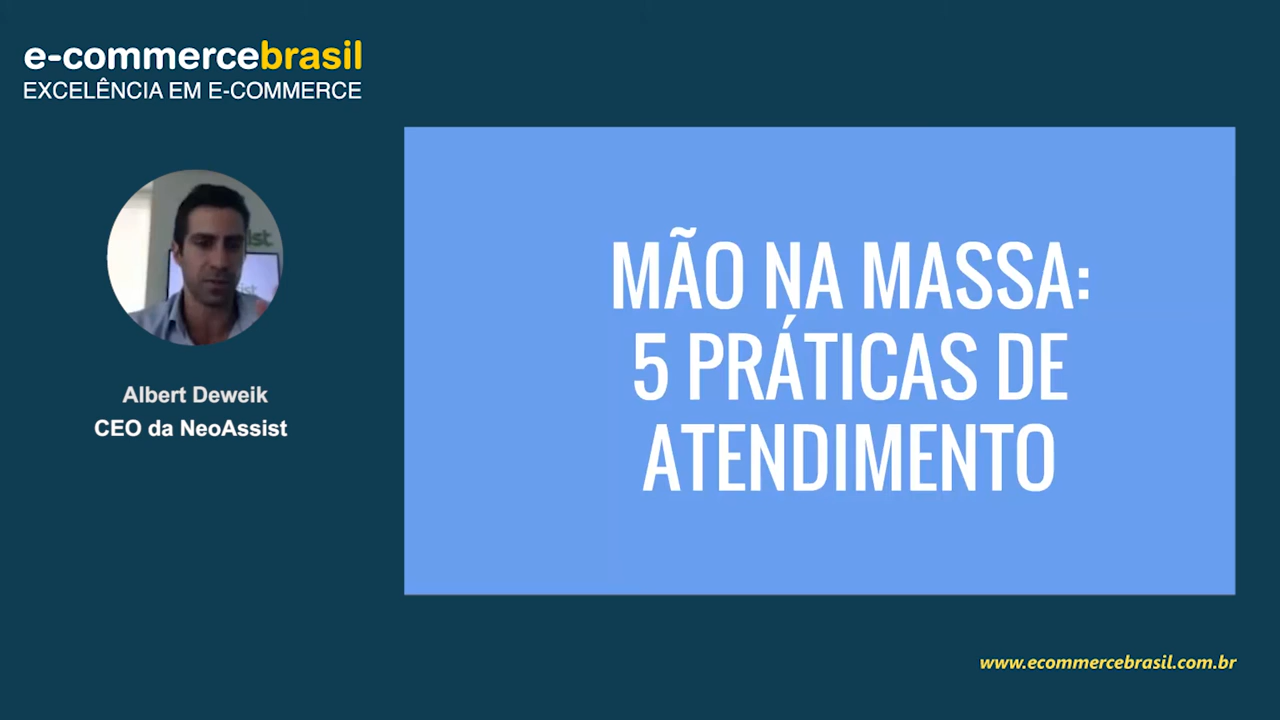 e-commercebrasil
EXCELÊNCIA EM E-COMMERCE
MÃO NA MASSA:
5 PRÁTICAS DE
ATENDIMENTO
Albert Deweik
CEO da NeoAssist
www.ecommercebrasil.com.br